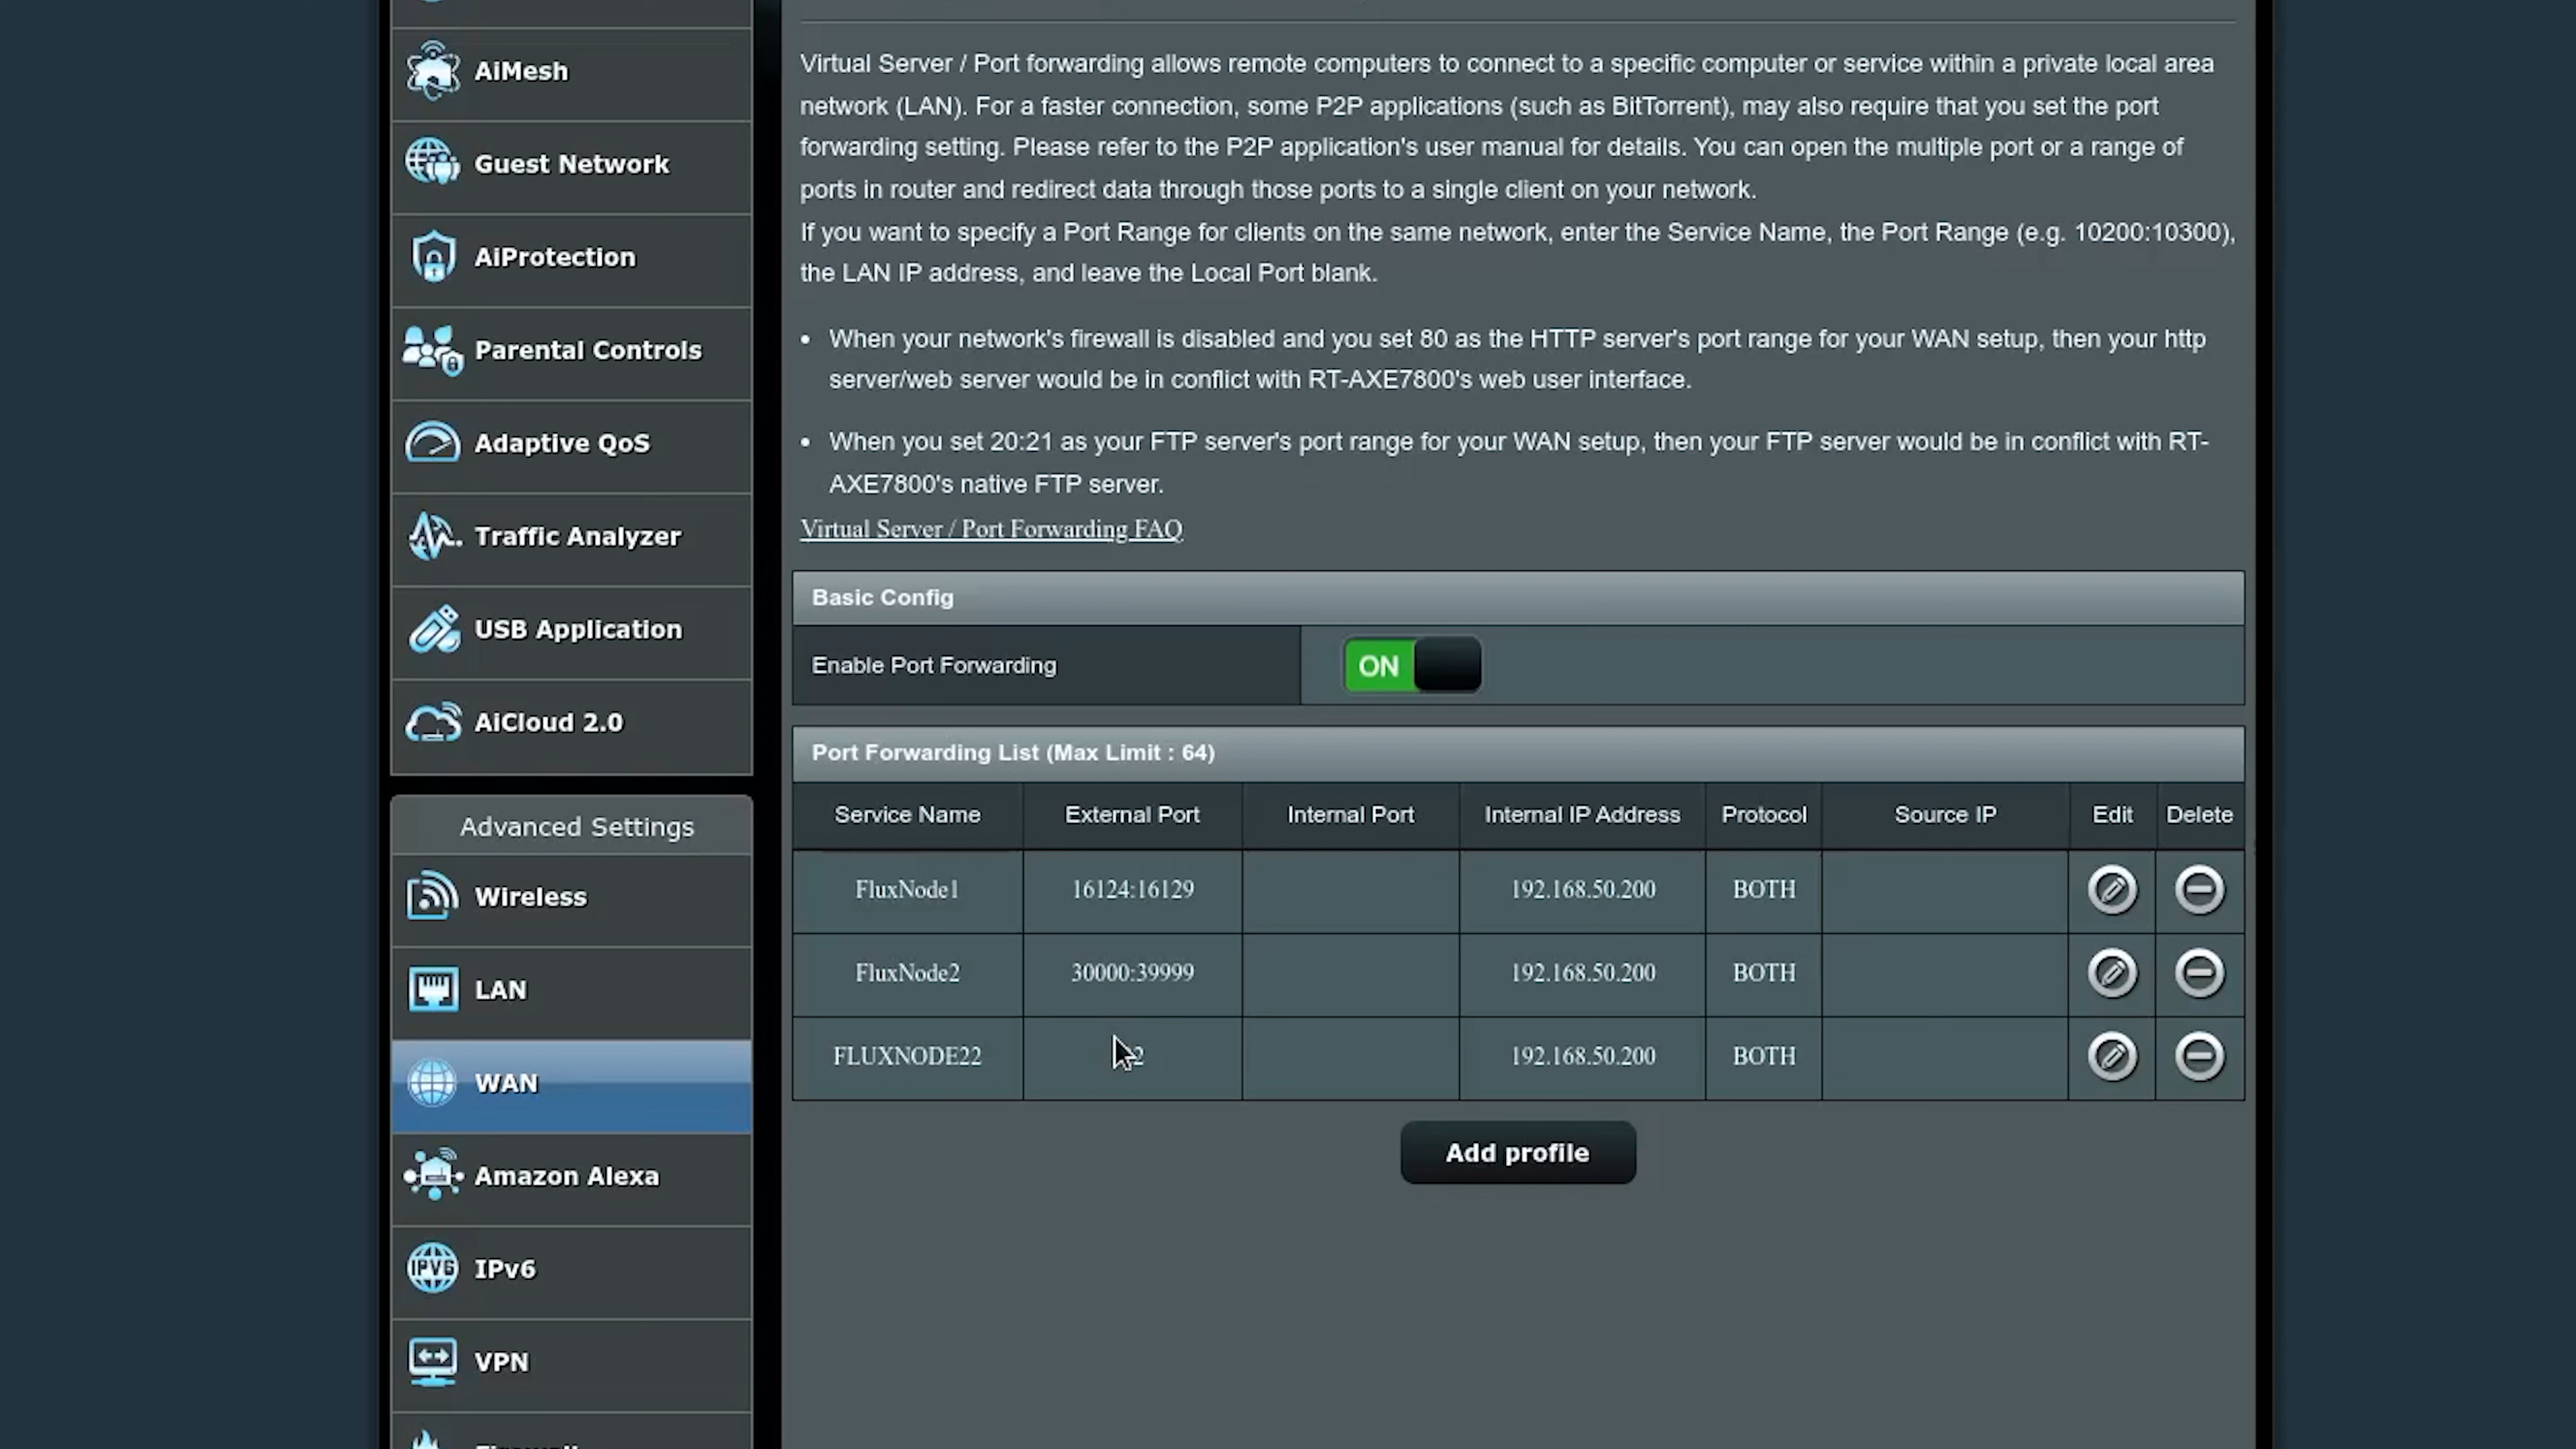 AiMesh
Guest Network
AiProtection
Parental Controls
Adaptive QoS
Traffic Analyzer
USB Application
AiCloud 2.0
Advanced Settings
Wireless
LAN
WAN
Amazon Alexa
IPv6
VPN
Virtual Server / Port forwarding allows remote computers to connect to a specific computer or service within a private local area
network (LAN). For a faster connection, some P2P applications (such as BitTorrent), may also require that you set the port
forwarding setting. Please refer to the P2P application's user manual for details. You can open the multiple port or a range of
ports in router and redirect data through those ports to a single client on your network.
If you want to specify a Port Range for clients on the same network, enter the Service Name, the Port Range (e.g. 10200:10300),
the LAN IP address, and leave the Local Port blank.
• When your network's firewall is disabled and you set 80 as the HTTP server's port range for your WAN setup, then your http
server/web server would be in conflict with RT-AXE7800's web user interface.
• When you set 20:21 as your FTP server's port range for your WAN setup, then your FTP server would be in conflict with RT-
AXE7800's native FTP server.
Virtual Server / Port Forwarding FAQ
Basic Config
Enable Port Forwarding ON
Port Forwarding List (Max Limit : 64)
Service Name External Port Internal Port Internal IP Address Protocol Source IP Edit Delete
FluxNode1 16124:16129 192.168.50.200 BOTH
FluxNode2 30000:39999 192.168.50.200 BOTH
FLUXNODE22 192.168.50.200 BOTH
Add profile